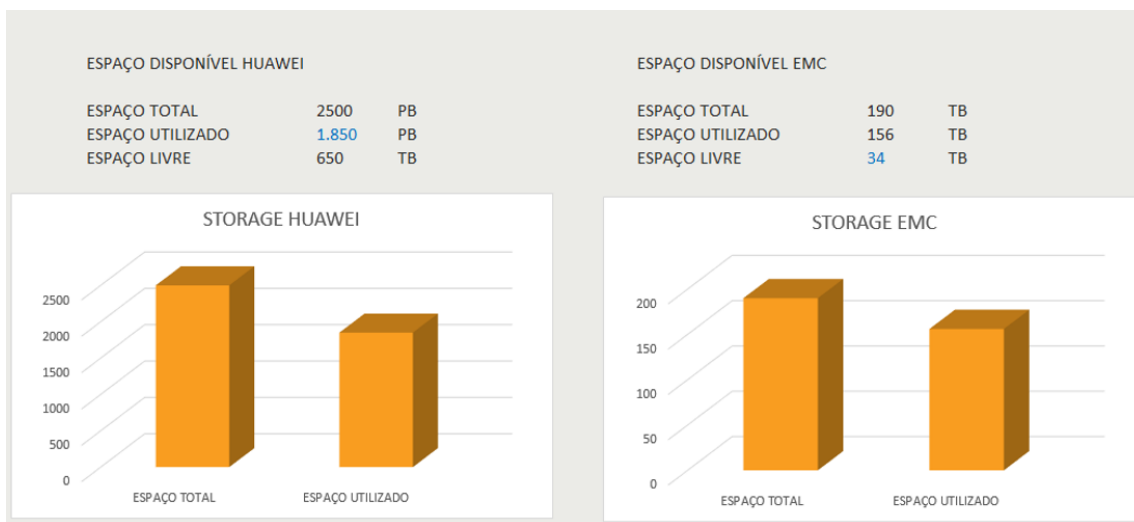 ESPAÇO DISPONÍVEL HUAWEI
ESPAÇO TOTAL 2500 PB
ESPAÇO UTILIZADO 1.850 PB
ESPAÇO LIVRE 650 TB
STORAGE HUAWEI
2500
2000
1500
1000
500
0
ESPAÇO TOTAL ESPAÇO UTILIZADO
ESPAÇO DISPONÍVEL EMC
ESPAÇO TOTAL 190 TB
ESPAÇO UTILIZADO 156 TB
ESPAÇO LIVRE 34 TB
STORAGE EMC
200
150
100
50
0
ESPAÇO TOTAL ESPAÇO UTILIZADO